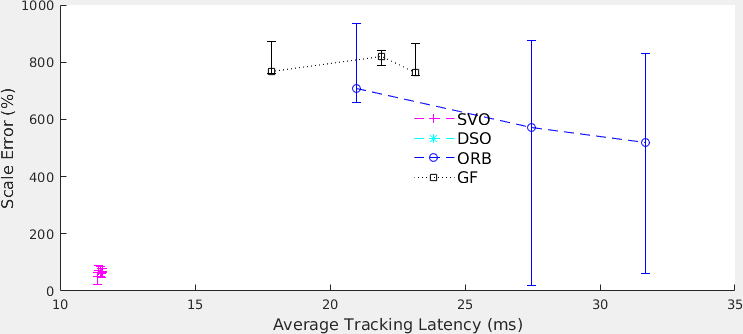 1000
800
600
400
200
0
Scale Error (%)
SVO
DSO
ORB
GF
10 15 20 25 30 35
Average Tracking Latency (ms)